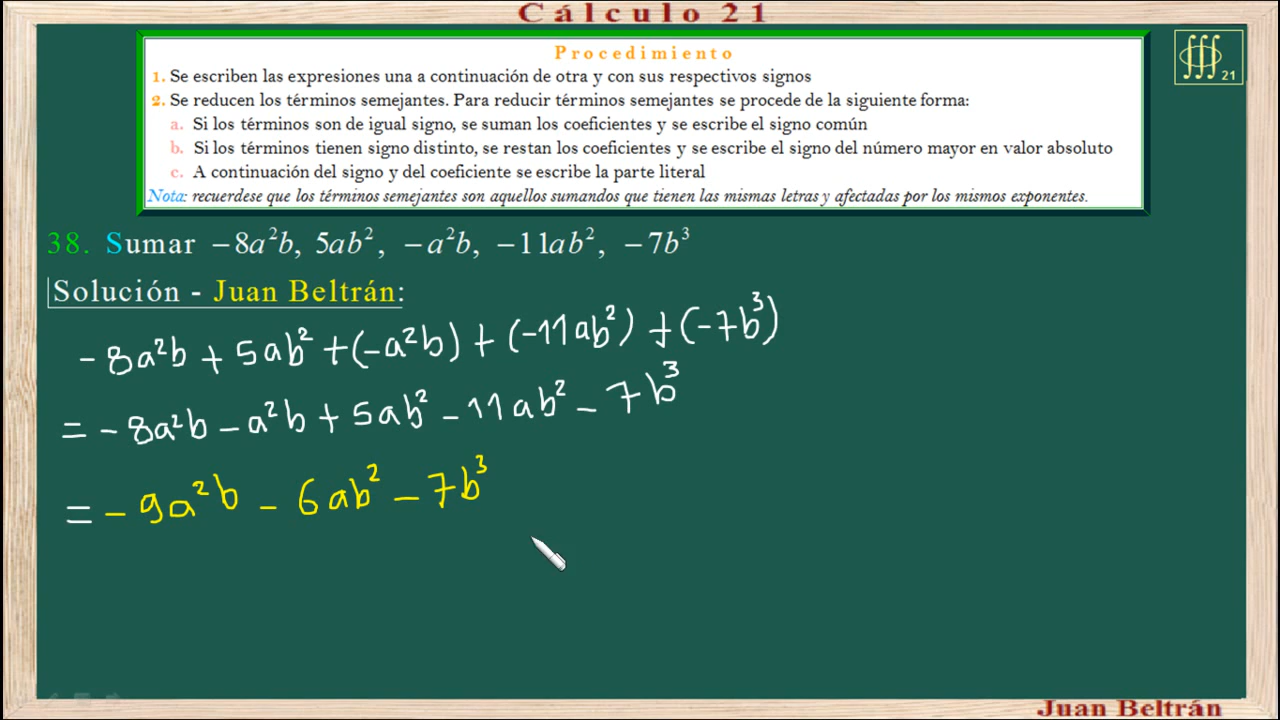 Cálculo 21
Procedimiento
1. Se escriben las expresiones una a continuación de otra y con sus respectivos signos
2. Se reducen los términos semejantes. Para reducir términos semejantes se procede de la siguiente forma:
a. Si los términos son de igual signo, se suman los coeficientes y se escribe el signo común
b. Si los términos tienen signo distinto, se restan los coeficientes y se escribe el signo del número mayor en valor absoluto
c. A continuación del signo y del coeficiente se escribe la parte literal
Nota: recuerdese que los términos semejantes son aquellos sumandos que tienen las mismas letras y afectadas por los mismos exponentes.
21
38. Sumar −8a²b, 5ab², −a²b, −11ab², −7b³
Solución - Juan Beltrán:
-8a²b + 5ab² + (-a²b) + (-11ab²) + (-7b³)
= -8a²b - a²b + 5ab² - 11ab² - 7b³
= -9a²b - 6ab² - 7b³
Juan Beltrán